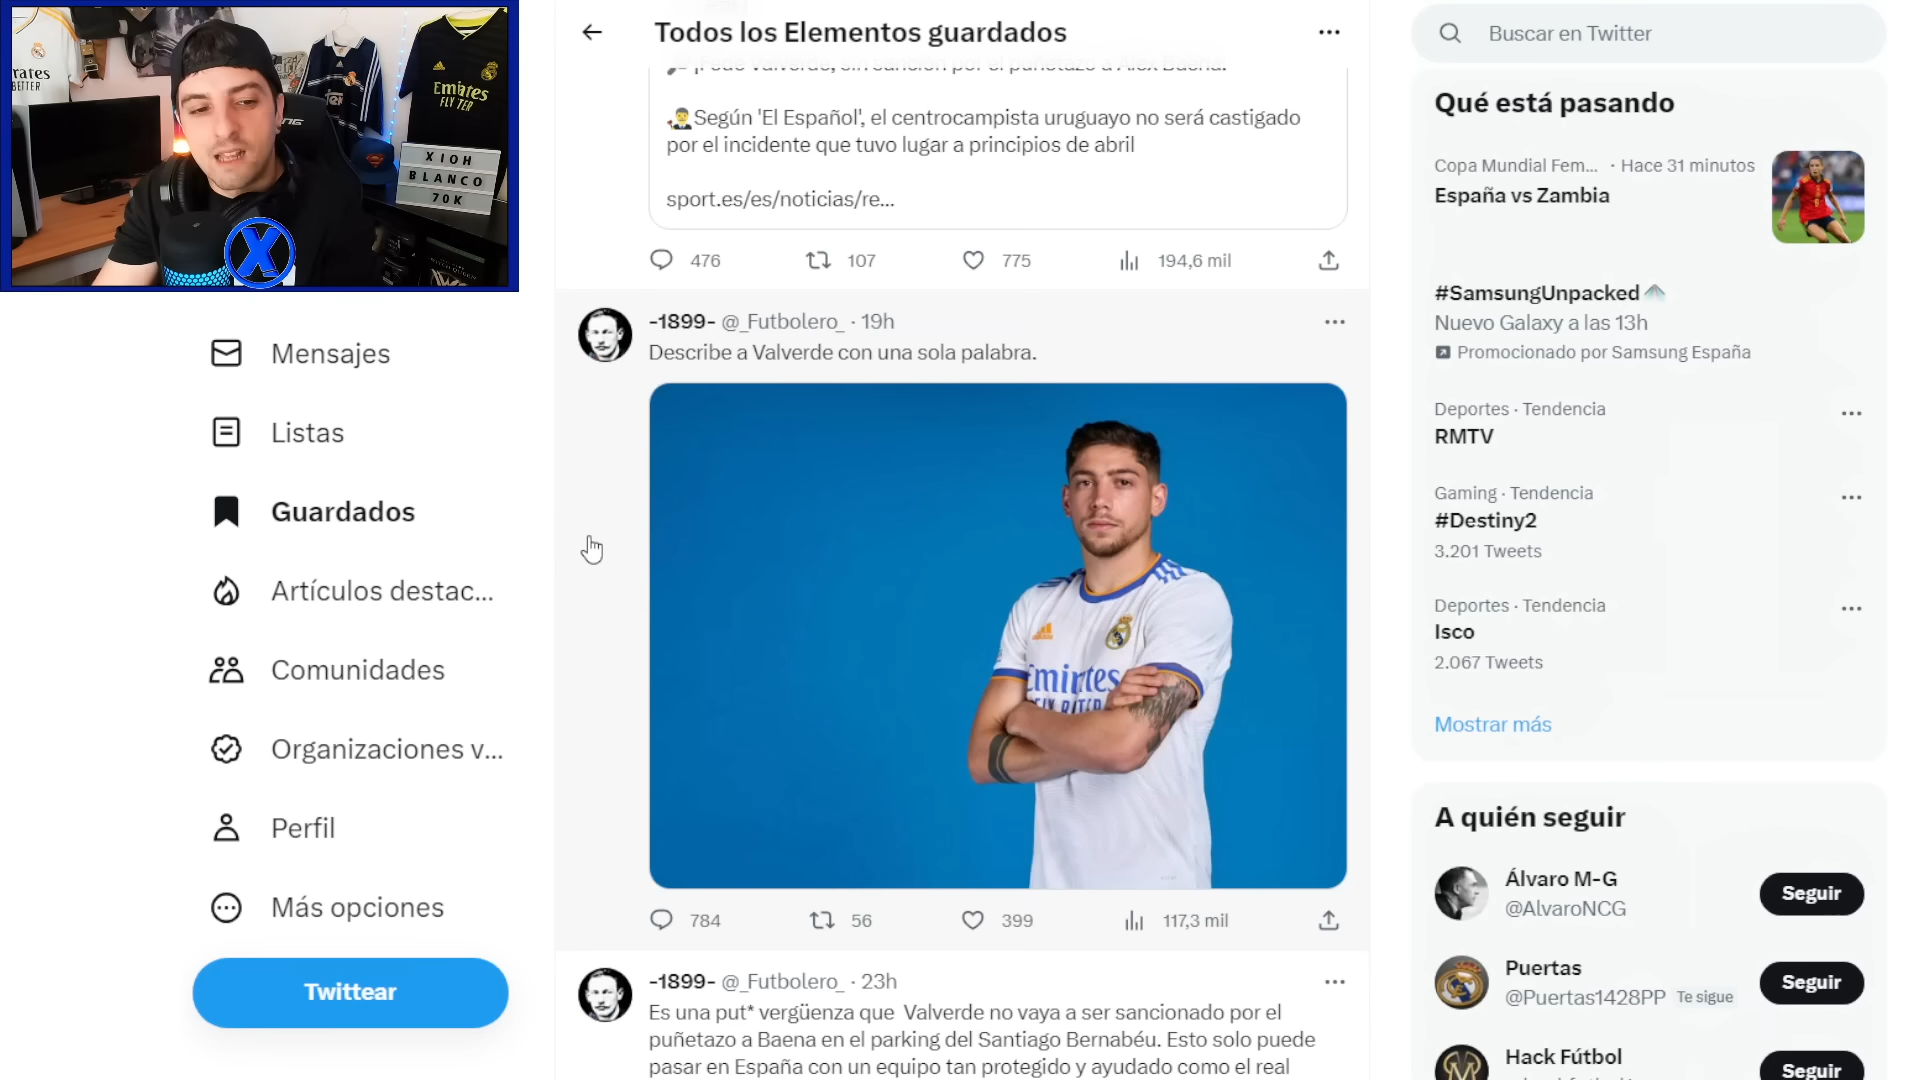 Todos los Elementos guardados
¡Fede Valverde, sin sanción por el puñetazo a Álex Baena!
Según 'El Español', el centrocampista uruguayo no será castigado
por el incidente que tuvo lugar a principios de abril
sport.es/es/noticias/re...
476
107
775
194,6 mil
-1899- @_Futbolero_ · 19h
Describe a Valverde con una sola palabra.
Emirates
784
56
399
117,3 mil
-1899- @_Futbolero_ · 23h
Es una put* vergüenza que Valverde no vaya a ser sancionado por el
puñetazo a Baena en el parking del Santiago Bernabéu. Esto solo puede
pasar en España con un equipo tan protegido y ayudado como el real
rates
BETTER
Emirates
FLY
TER
XIOH
BLANCO
70K
X
Mensajes
Listas
Guardados
Artículos destac...
Comunidades
Organizaciones v...
Perfil
Más opciones
Twittear
Buscar en Twitter
Qué está pasando
Copa Mundial Fem... · Hace 31 minutos
España vs Zambia
#SamsungUnpacked
Nuevo Galaxy a las 13h
Promocionado por Samsung España
Deportes · Tendencia
RMTV
Gaming · Tendencia
#Destiny2
3.201 Tweets
Deportes · Tendencia
Isco
2.067 Tweets
Mostrar más
A quién seguir
Álvaro M-G
@AlvaroNCG
Seguir
Puertas
@Puertas1428PP Te sigue
Seguir
Hack Fútbol
Seguir